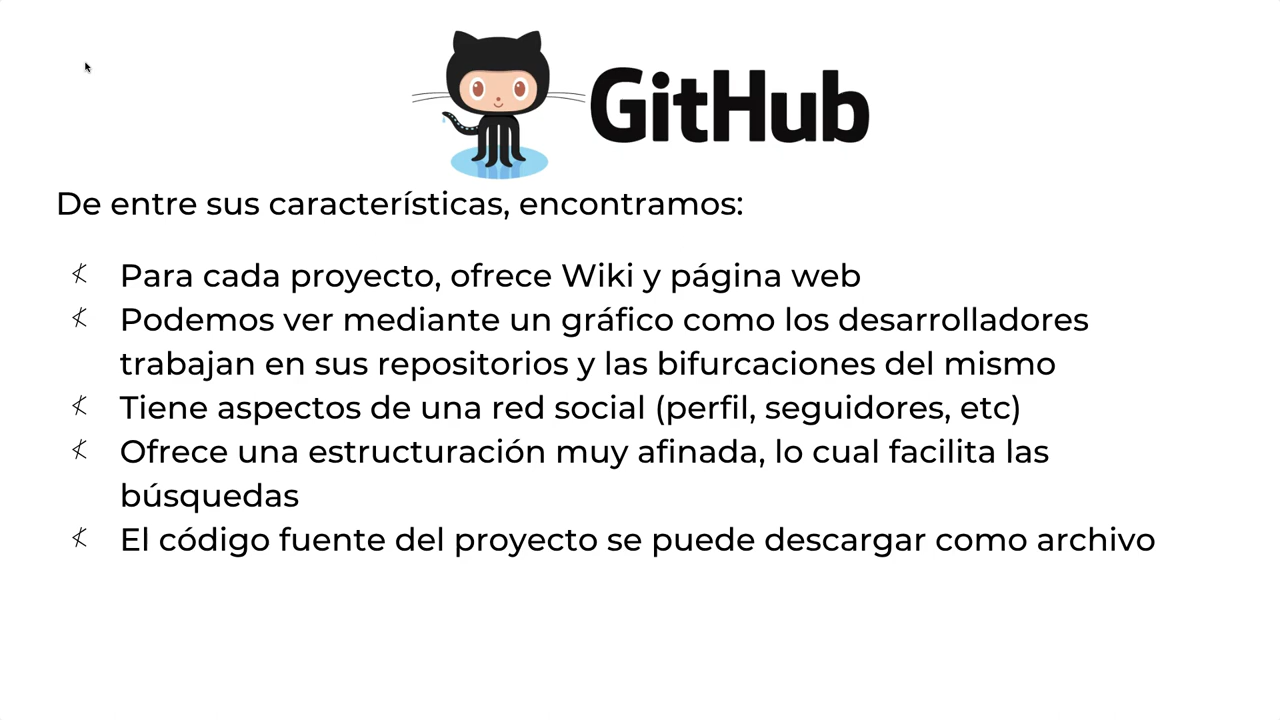 GitHub
De entre sus características, encontramos:
Para cada proyecto, ofrece Wiki y página web
Podemos ver mediante un gráfico como los desarrolladores
trabajan en sus repositorios y las bifurcaciones del mismo
Tiene aspectos de una red social (perfil, seguidores, etc)
Ofrece una estructuración muy afinada, lo cual facilita las
búsquedas
El código fuente del proyecto se puede descargar como archivo